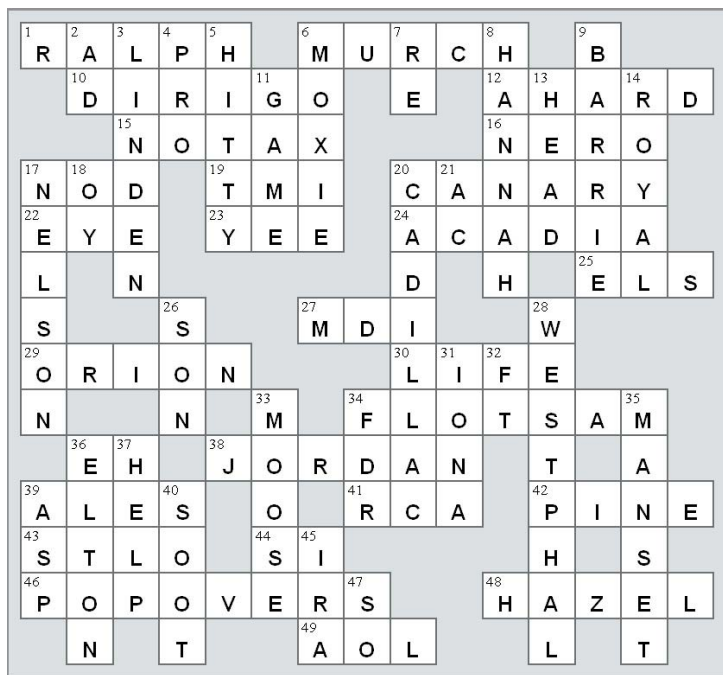 1 2 3 4 5 6 7 8 9
R A L P H M U R C H B
10 11 12 13 14
D I R I G O E A H A R D
15 16
N O T A X N E R O
17 18 19 20 21
N O D T M I C A N A R Y
22 23 24
E Y E Y E E A C A D I A
25
L N D H E L S
26 27 28
S S M D I W
29 30 31 32
O R I O N L I F E
33 34 35
N N M F L O T S A M
36 37 38
E H J O R D A N T A
39 40 41 42
A L E S O R C A P I N E
43 44 45
S T L O S I H S
46 47 48
P O P O V E R S H A Z E L
49
N T A O L L T